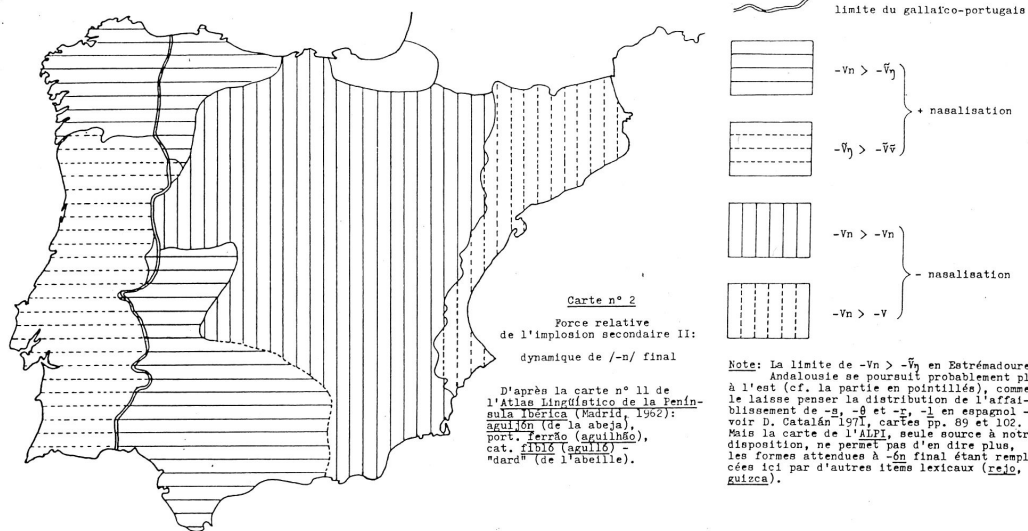 limite du gallaïco-portugais
-Vn > -Ṽŋ
+ nasalisation
-Ṽŋ > -Ṽṽ
-Vn > -Vn
- nasalisation
-Vn > -V
Carte n° 2
Force relative
de l'implosion secondaire II:
dynamique de /-n/ final
D'après la carte n° 11 de
l'Atlas Lingüístico de la Penín-
sula Ibérica (Madrid, 1962):
aguijón (de la abeja),
port. ferrão (aguilhão),
cat. fibló (agulló) -
"dard" (de l'abeille).
Note: La limite de -Vn > -Ṽŋ en Estrémadoure
Andalousie se poursuit probablement pl
à l'est (cf. la partie en pointillés), comme
le laisse penser la distribution de l'affai-
blissement de -s, -θ et -r, -l en espagnol -
voir D. Catalán 1971, cartes pp. 89 et 102.
Mais la carte de l'ALPI, seule source à notr
disposition, ne permet pas d'en dire plus,
les formes attendues à -ón final étant rempl
cées ici par d'autres items lexicaux (rejo,
guizca).